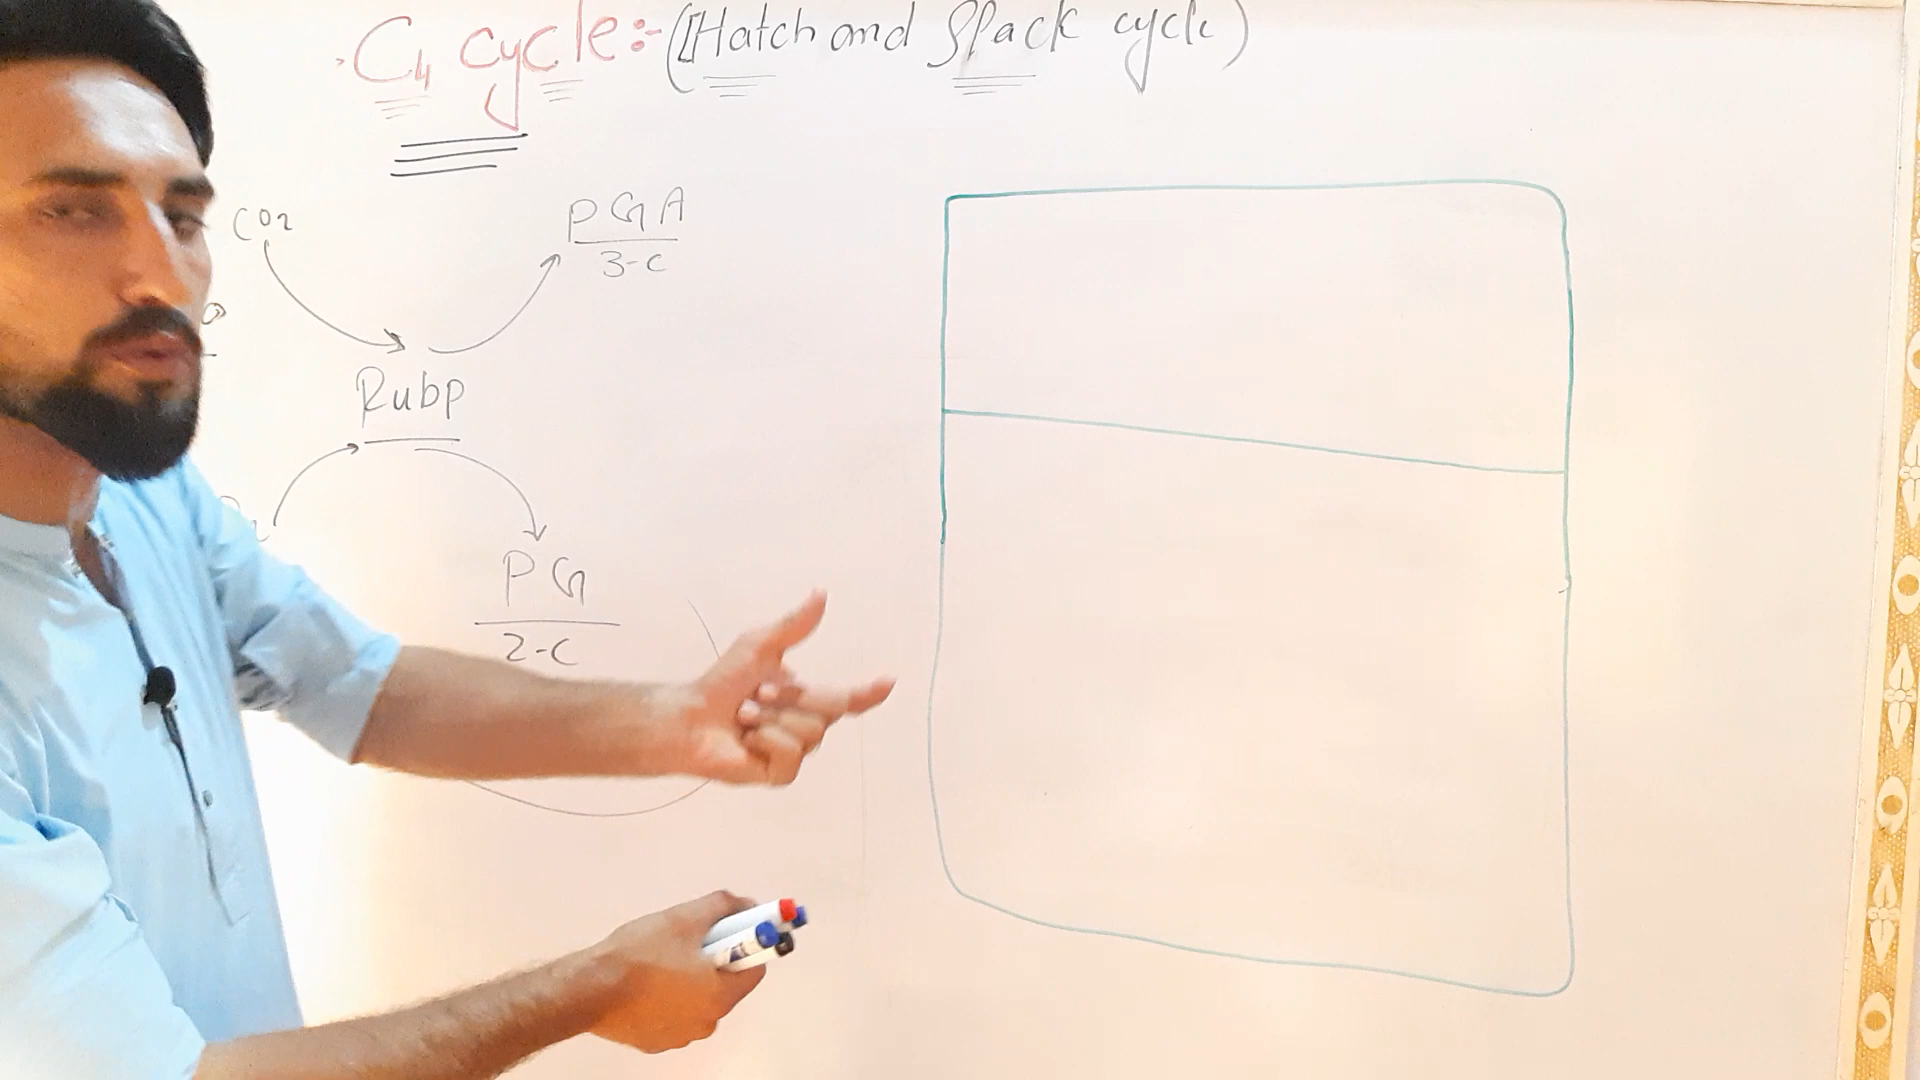 C4 cycle:- (Hatch and Slack cycle)
CO2
PGA
3-C
Rubp
PG
2-C